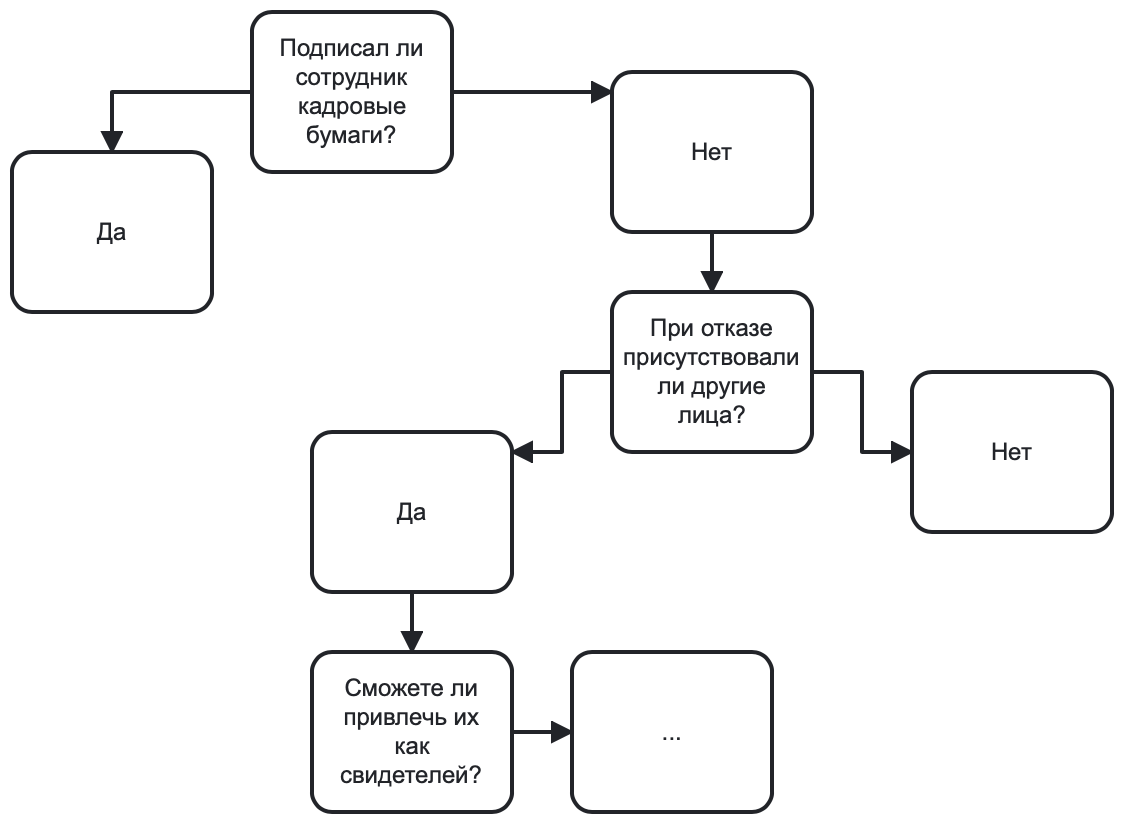 Подписал ли
сотрудник
кадровые
бумаги?
Нет
Да
При отказе
присутствовали
ли другие
лица?
Нет
Да
Сможете ли
привлечь их
как
свидетелей?
...